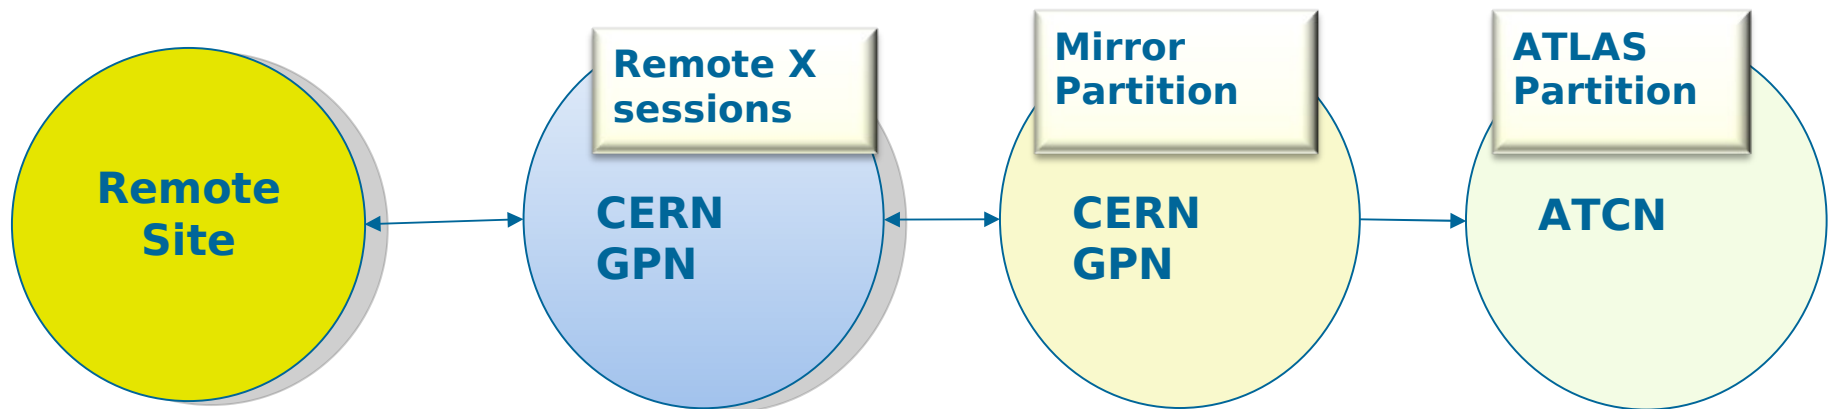 Remote
Site
Remote X
sessions
CERN
GPN
Mirror
Partition
CERN
GPN
ATLAS
Partition
ATCN